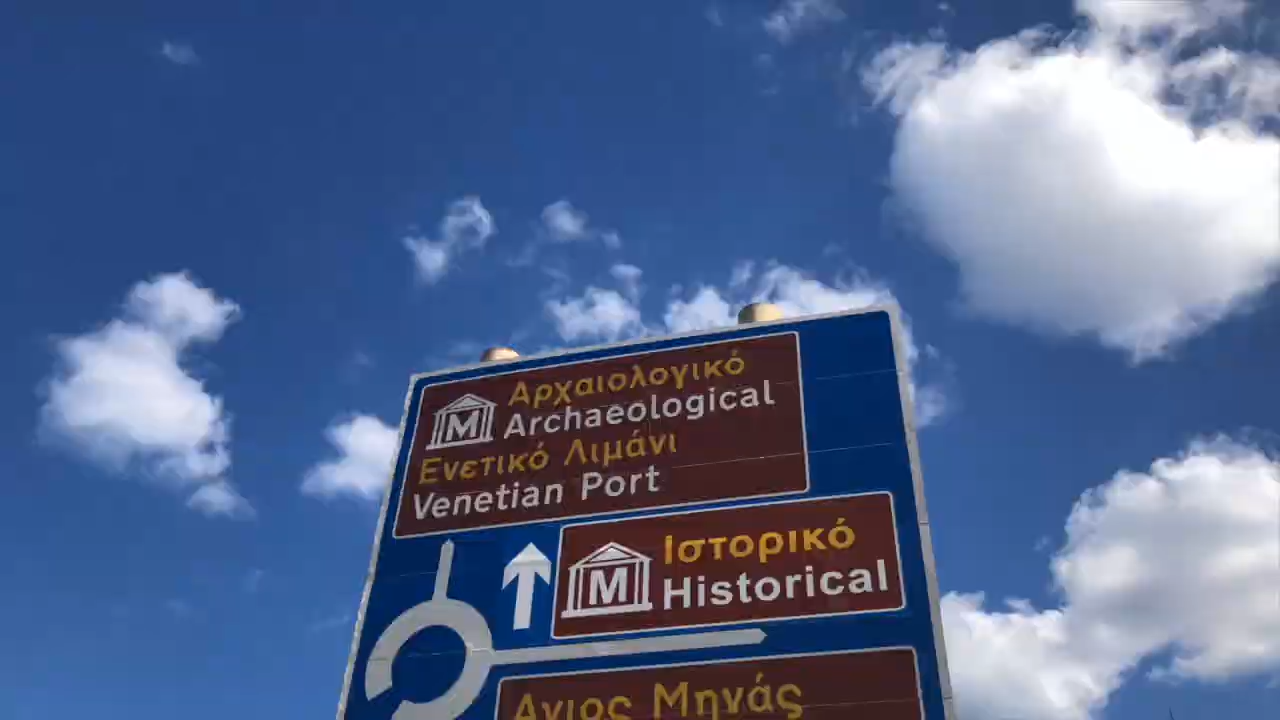 Αρχαιολογικό
M Archaeological
Ενετικό Λιμάνι
Venetian Port
Ιστορικό
M Historical
Αγιος Μηνάς